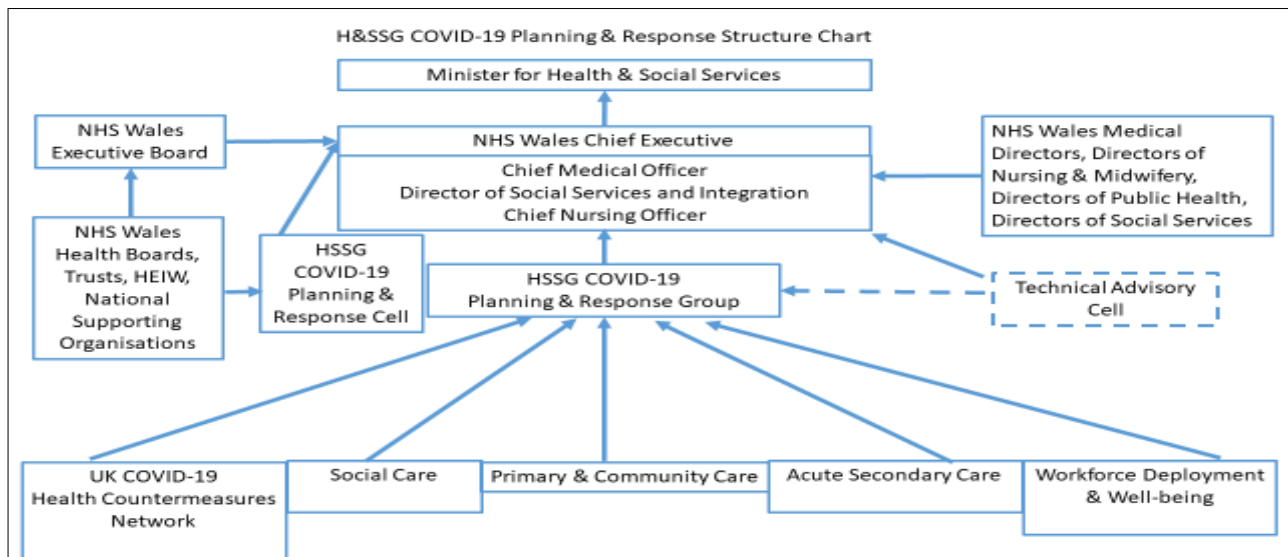 H&SSG COVID-19 Planning & Response Structure Chart
Minister for Health & Social Services
NHS Wales
Executive Board
NHS Wales Chief Executive
Chief Medical Officer
Director of Social Services and Integration
Chief Nursing Officer
NHS Wales Medical
Directors, Directors of
Nursing & Midwifery,
Directors of Public Health,
Directors of Social Services
NHS Wales
Health Boards,
Trusts, HEIW,
National
Supporting
Organisations
HSSG
COVID-19
Planning &
Response Cell
HSSG COVID-19
Planning & Response Group
Technical Advisory
Cell
UK COVID-19
Health Countermeasures
Network
Social Care
Primary & Community Care
Acute Secondary Care
Workforce Deployment
& Well-being